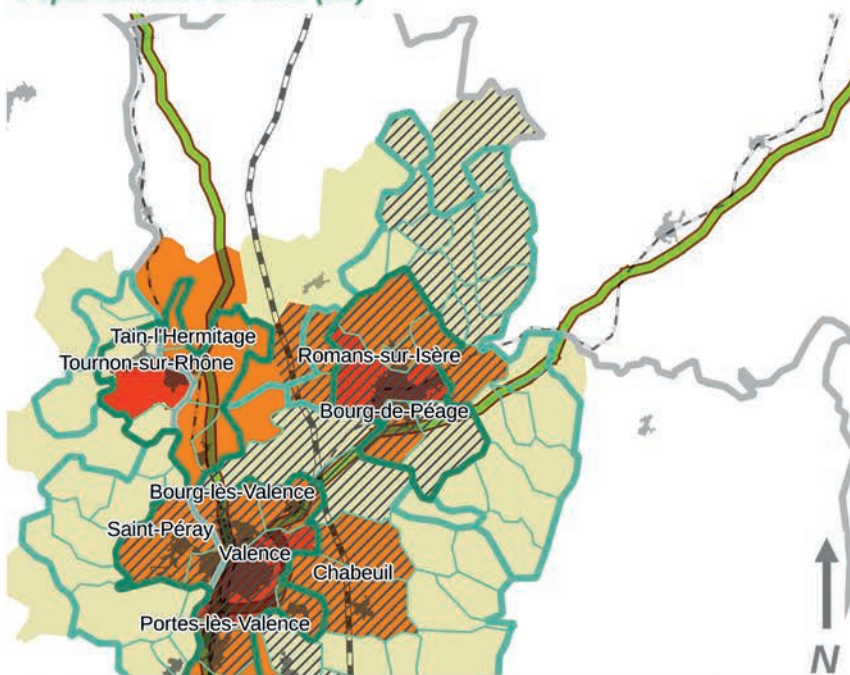 Tain-l'Hermitage
Tournon-sur-Rhône
Romans-sur-Isère
Bourg-de-Péage
Bourg-lès-Valence
Saint-Péray
Valence
Chabeuil
Portes-lès-Valence
N